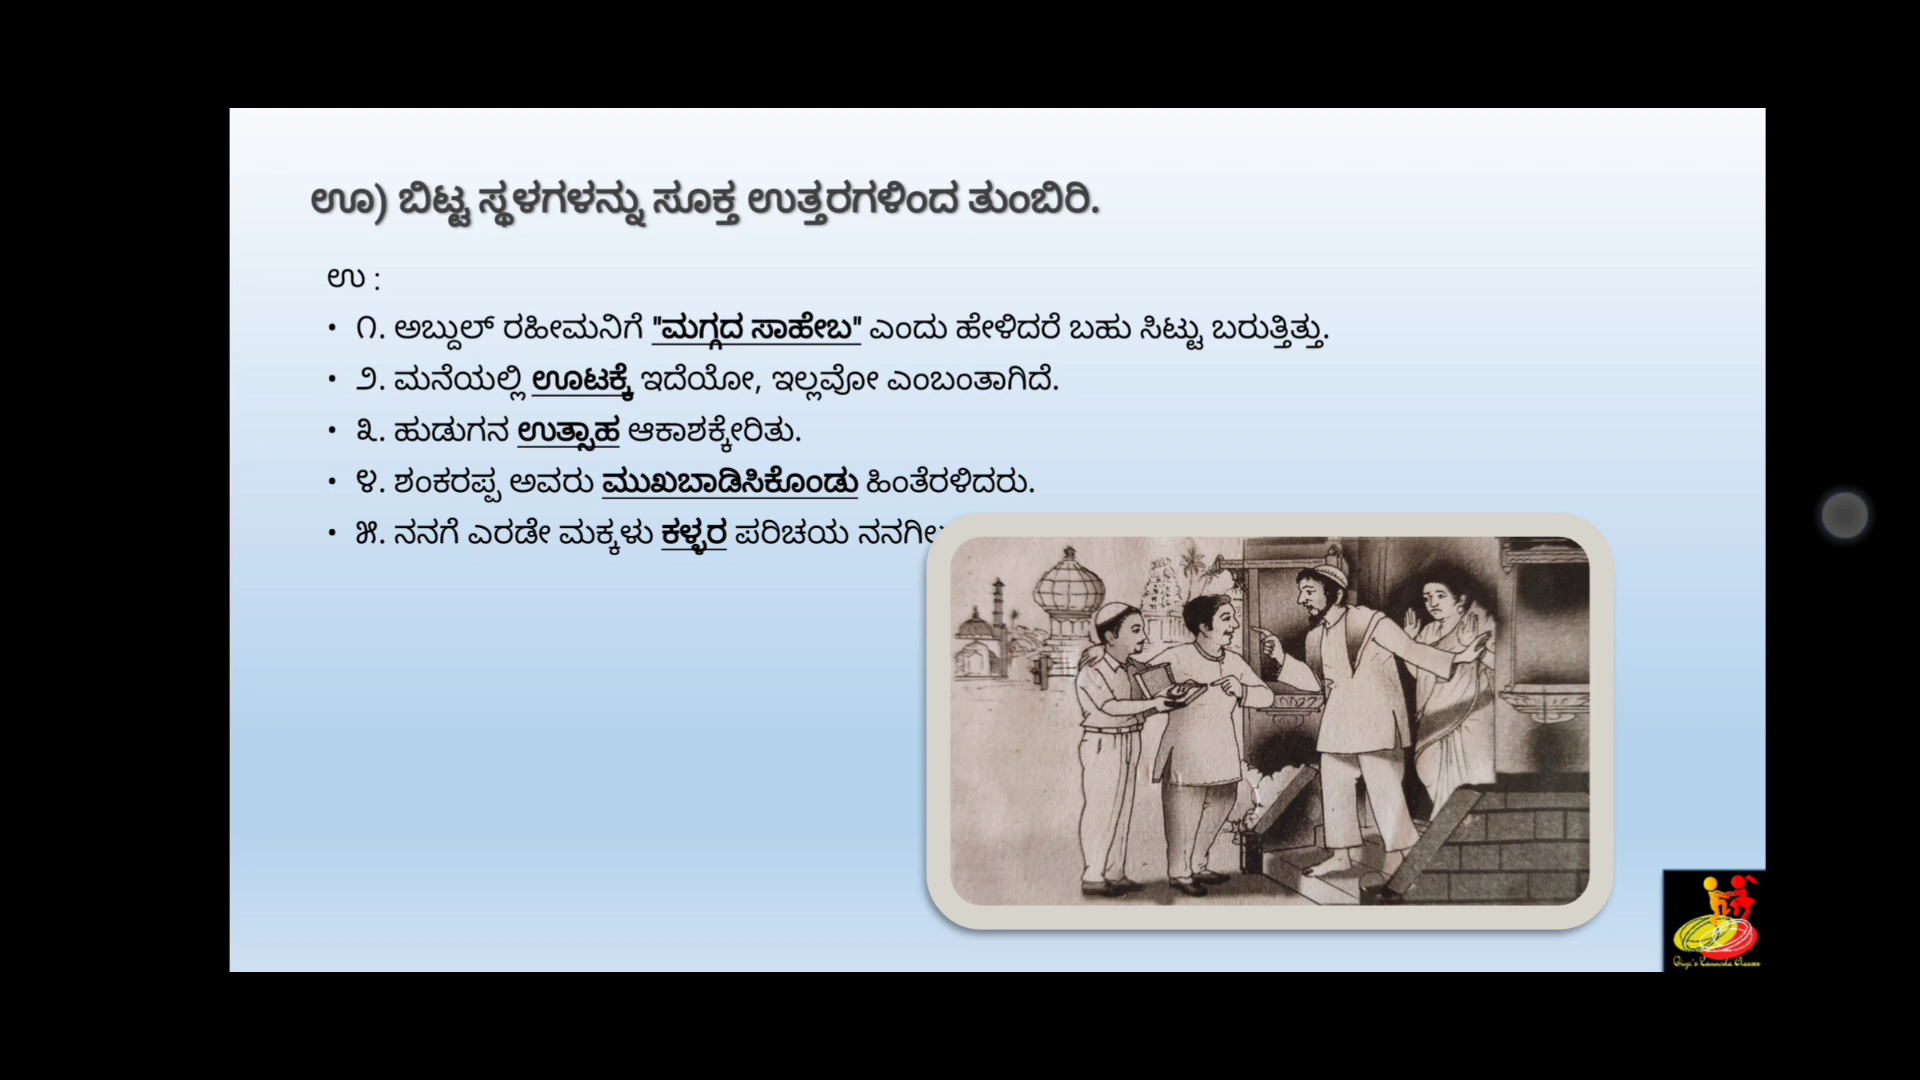 ಊ) ಬಿಟ್ಟ ಸ್ಥಳಗಳನ್ನು ಸೂಕ್ತ ಉತ್ತರಗಳಿಂದ ತುಂಬಿರಿ.
ಉ :
• ೧. ಅಬ್ದುಲ್ ರಹೀಮನಿಗೆ "ಮಗ್ಗದ ಸಾಹೇಬ" ಎಂದು ಹೇಳಿದರೆ ಬಹು ಸಿಟ್ಟು ಬರುತ್ತಿತ್ತು.
• ೨. ಮನೆಯಲ್ಲಿ ಊಟಕ್ಕೆ ಇದೆಯೋ, ಇಲ್ಲವೋ ಎಂಬಂತಾಗಿದೆ.
• ೩. ಹುಡುಗನ ಉತ್ಸಾಹ ಆಕಾಶಕ್ಕೇರಿತು.
• ೪. ಶಂಕರಪ್ಪ ಅವರು ಮುಖಬಾಡಿಸಿಕೊಂಡು ಹಿಂತೆರಳಿದರು.
• ೫. ನನಗೆ ಎರಡೇ ಮಕ್ಕಳು ಕಳ್ಳರ ಪರಿಚಯ
Kannada Classes